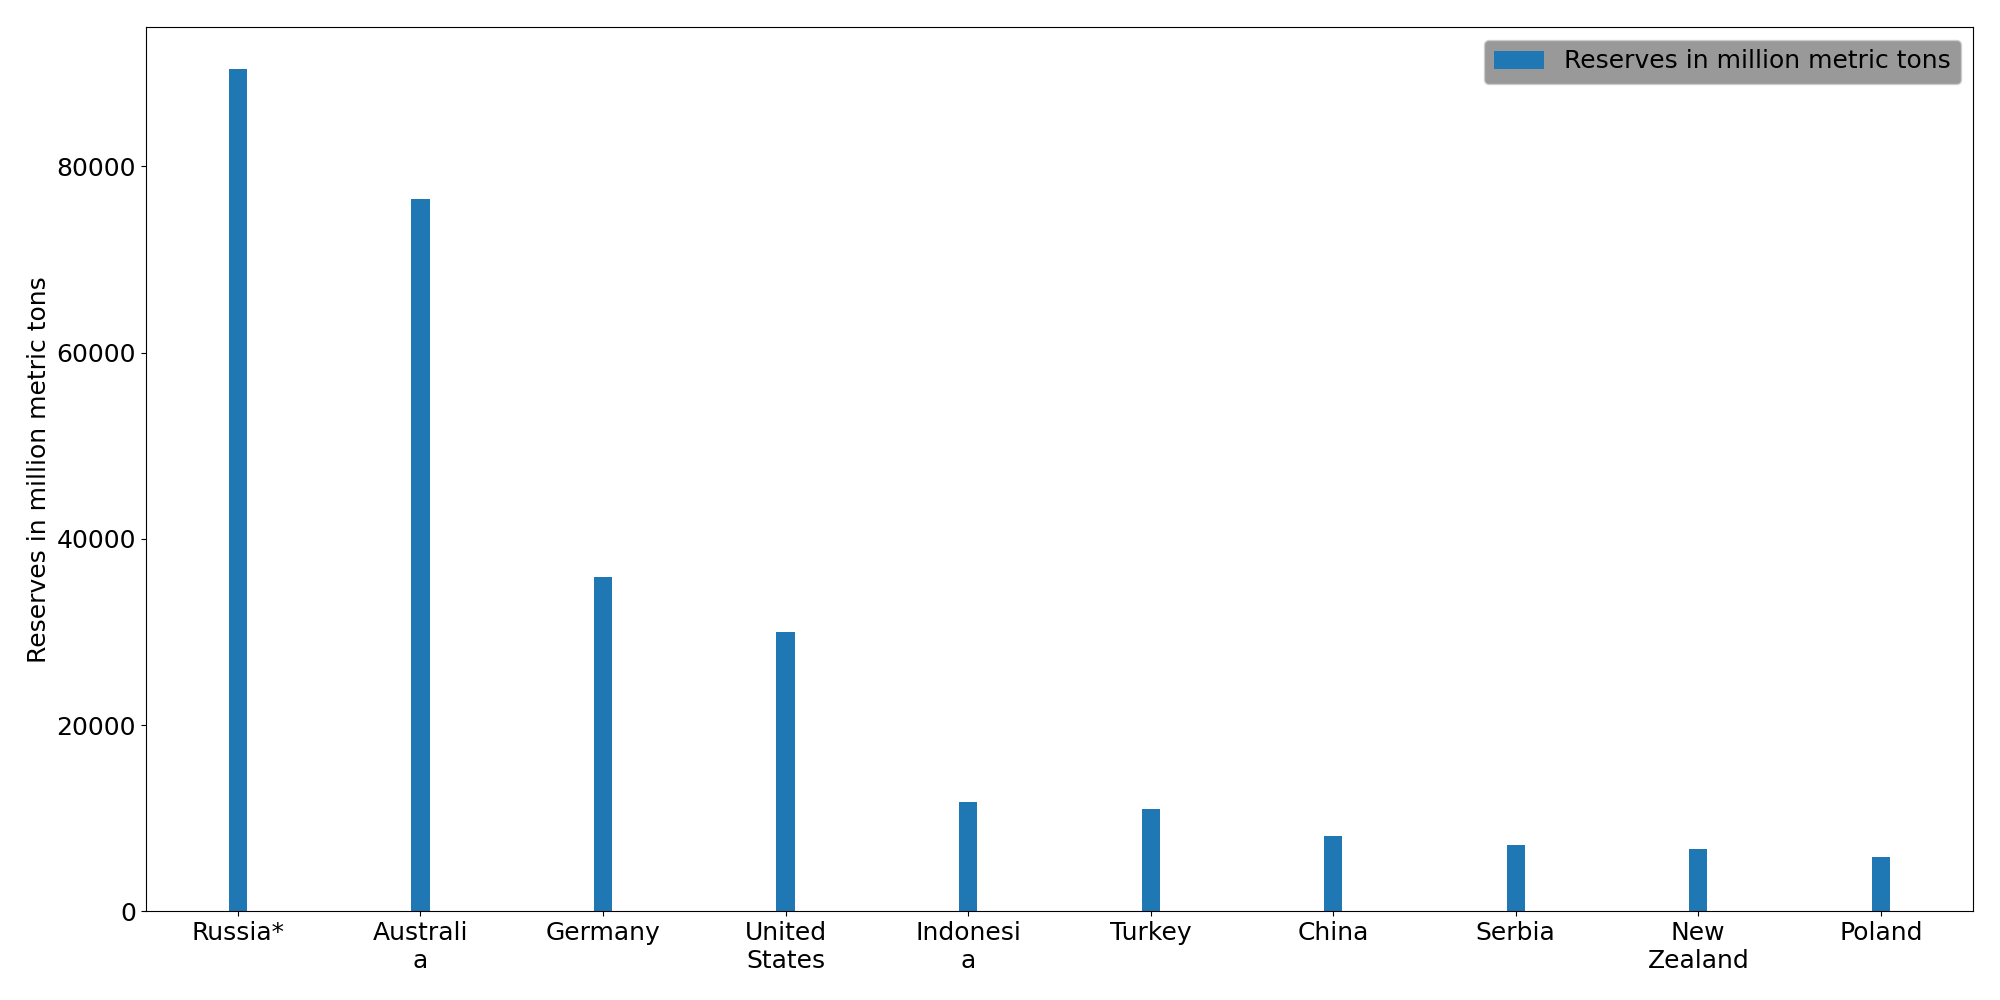 Reserves in million metric tons
Reserves in million metric tons
80000
60000
40000
20000
0
Russia*
Australi
a
Germany
United
States
Indonesi
a
Turkey
China
Serbia
New
Zealand
Poland